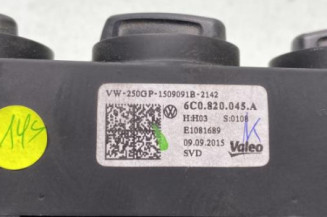 VW-250GP-1509091B-2142
6C0.820.045.A
H:H03 S:0108
E1081689
09.09.2015
SVD
Valeo